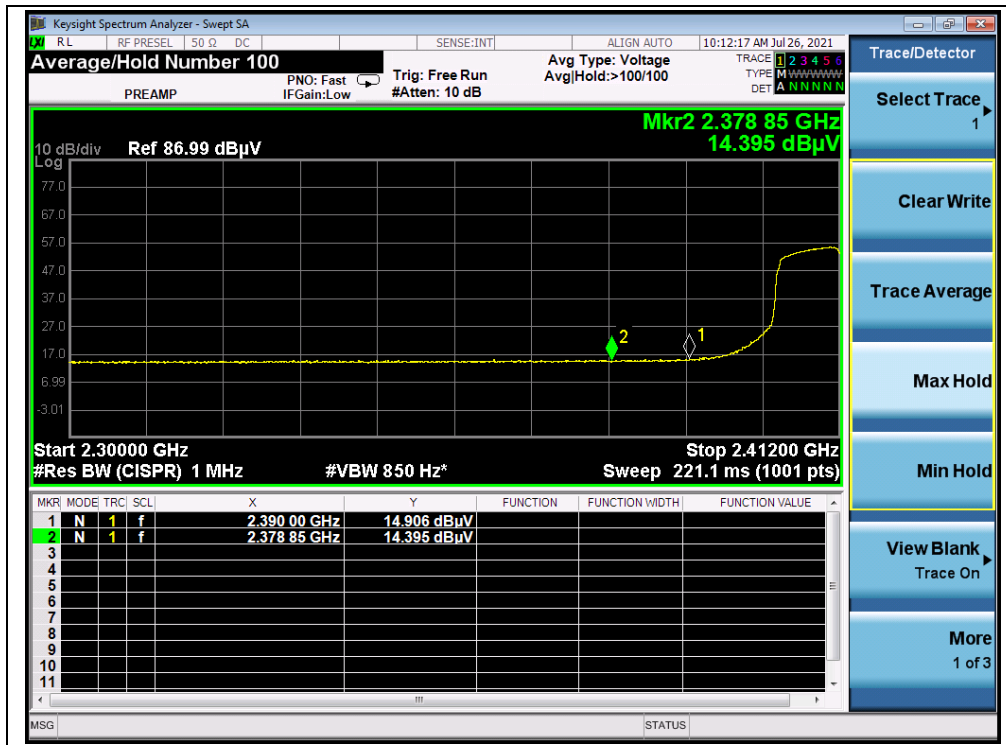 Keysight Spectrum Analyzer - Swept SA
LXI RL RF PRESEL 50 Ω DC SENSE:INT ALIGN AUTO 10:12:17 AM Jul 26, 2021
Average/Hold Number 100
PREAMP
PNO: Fast
IFGain:Low
Trig: Free Run
#Atten: 10 dB
Avg Type: Voltage
Avg|Hold:>100/100
TRACE 1 2 3 4 5 6
TYPE M W W W W W
DET A N N N N N
Mkr2 2.378 85 GHz
14.395 dBµV
10 dB/div Ref 86.99 dBµV
Log
77.0
67.0
57.0
47.0
37.0
27.0
17.0
6.99
-3.01
2
1
Start 2.30000 GHz Stop 2.41200 GHz
#Res BW (CISPR) 1 MHz #VBW 850 Hz* Sweep 221.1 ms (1001 pts)
MKR MODE TRC SCL X Y FUNCTION FUNCTION WIDTH FUNCTION VALUE
1 N 1 f 2.390 00 GHz 14.906 dBµV
2 N 1 f 2.378 85 GHz 14.395 dBµV
3
4
5
6
7
8
9
10
11
MSG STATUS
Trace/Detector
Select Trace
1
Clear Write
Trace Average
Max Hold
Min Hold
View Blank
Trace On
More
1 of 3